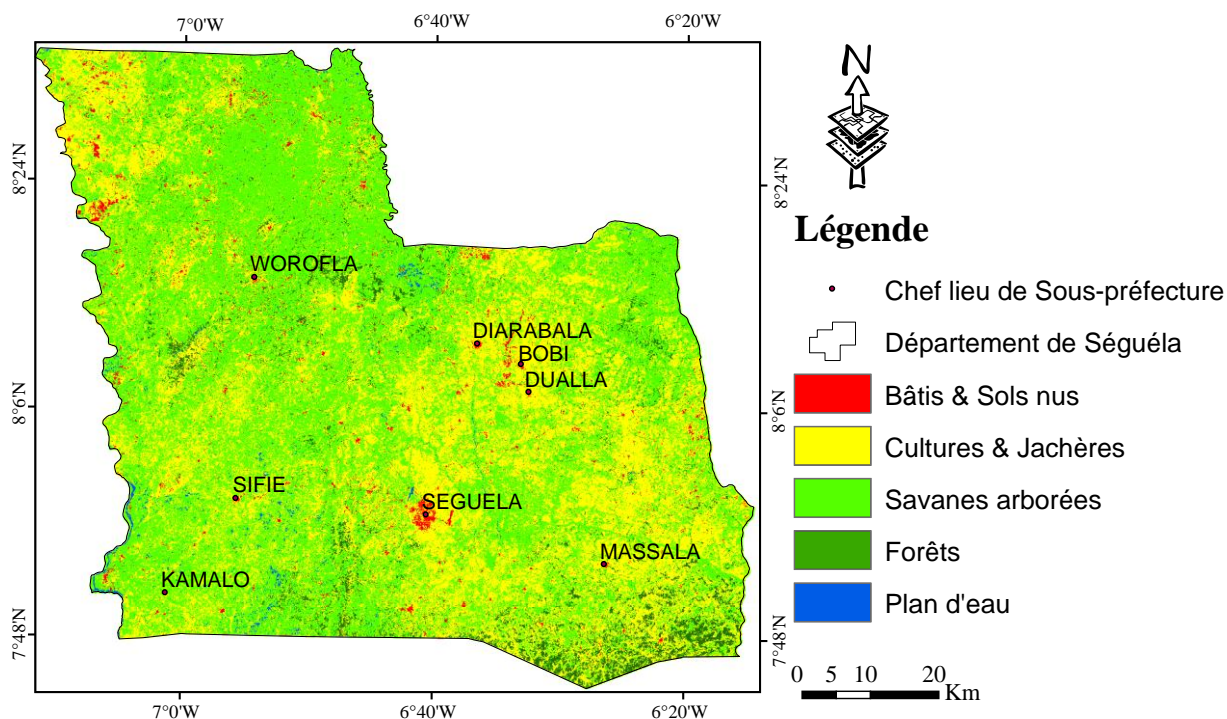 7°0'W 6°40'W 6°20'W
N
8°24'N 8°24'N
Légende
WOROFLA
Chef lieu de Sous-préfecture
DIARABALA
Département de Séguéla
BOBI
DUALLA
Bâtis & Sols nus
8°6'N 8°6'N
Cultures & Jachères
SIFIE
SEGUELA
Savanes arborées
MASSALA
Forêts
KAMALO
Plan d'eau
7°48'N 7°48'N
0 5 10 20
Km
7°0'W 6°40'W 6°20'W